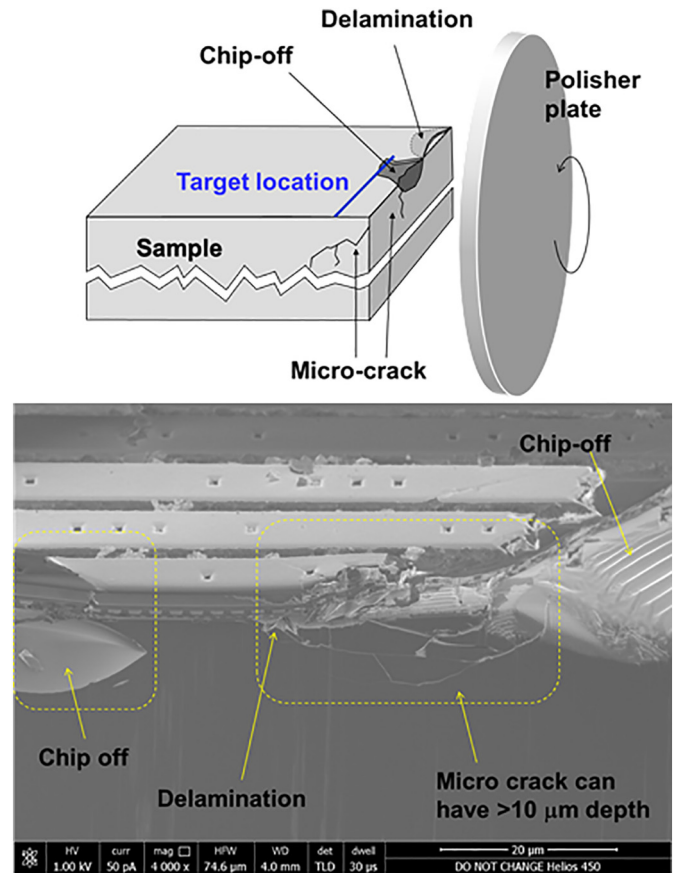 Delamination
Chip-off
Polisher
plate
Target location
Sample
Micro-crack
Chip-off
Chip off
Delamination
Micro crack can
have >10 μm depth
HV curr mag HFW WD det dwell
1.00 kV 50 pA 4 000 x 74.6 μm 4.0 mm TLD 30 μs
20 μm
DO NOT CHANGE Helios 450